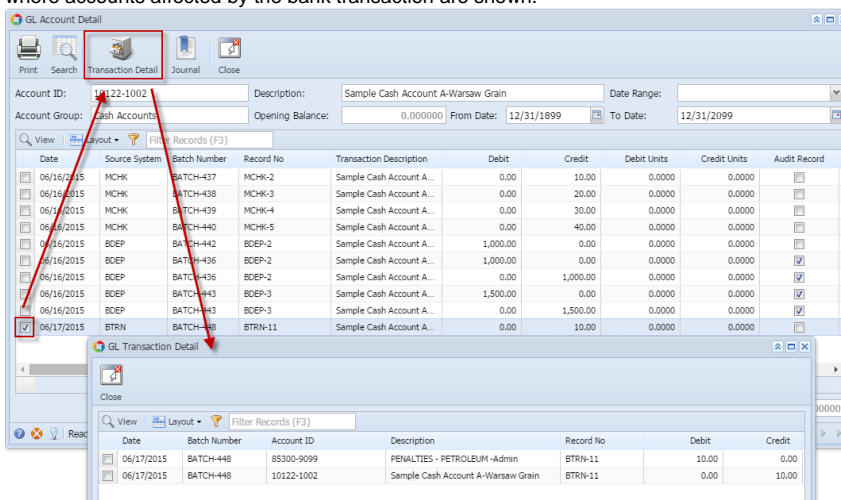 where accounts affected by the bank transaction are shown.
GL Account Detail
Print Search Transaction Detail Journal Close
Account ID: 10122-1002 Description: Sample Cash Account A-Warsaw Grain Date Range:
Account Group: Cash Accounts Opening Balance: 0.000000 From Date: 12/31/1899 To Date: 12/31/2099
View Layout Filter Records (F3)
Date Source System Batch Number Record No Transaction Description Debit Credit Debit Units Credit Units Audit Record
06/16/2015 MCHK BATCH-437 MCHK-2 Sample Cash Account A... 0.00 10.00 0.0000 0.0000
06/16/2015 MCHK BATCH-438 MCHK-3 Sample Cash Account A... 0.00 20.00 0.0000 0.0000
06/16/2015 MCHK BATCH-439 MCHK-4 Sample Cash Account A... 0.00 30.00 0.0000 0.0000
06/16/2015 MCHK BATCH-440 MCHK-5 Sample Cash Account A... 0.00 40.00 0.0000 0.0000
06/16/2015 BDEP BATCH-442 BDEP-2 Sample Cash Account A... 1,000.00 0.00 0.0000 0.0000
06/16/2015 BDEP BATCH-436 BDEP-2 Sample Cash Account A... 1,000.00 0.00 0.0000 0.0000
06/16/2015 BDEP BATCH-436 BDEP-2 Sample Cash Account A... 0.00 1,000.00 0.0000 0.0000
06/16/2015 BDEP BATCH-443 BDEP-3 Sample Cash Account A... 1,500.00 0.00 0.0000 0.0000
06/16/2015 BDEP BATCH-443 BDEP-3 Sample Cash Account A... 0.00 1,500.00 0.0000 0.0000
06/17/2015 BTRN BATCH-448 BTRN-11 Sample Cash Account A... 0.00 10.00 0.0000 0.0000
GL Transaction Detail
Close
View Layout Filter Records (F3)
Date Batch Number Account ID Description Record No Debit Credit
06/17/2015 BATCH-448 85300-9099 PENALTIES - PETROLEUM -Admin BTRN-11 10.00 0.00
06/17/2015 BATCH-448 10122-1002 Sample Cash Account A-Warsaw Grain BTRN-11 0.00 10.00